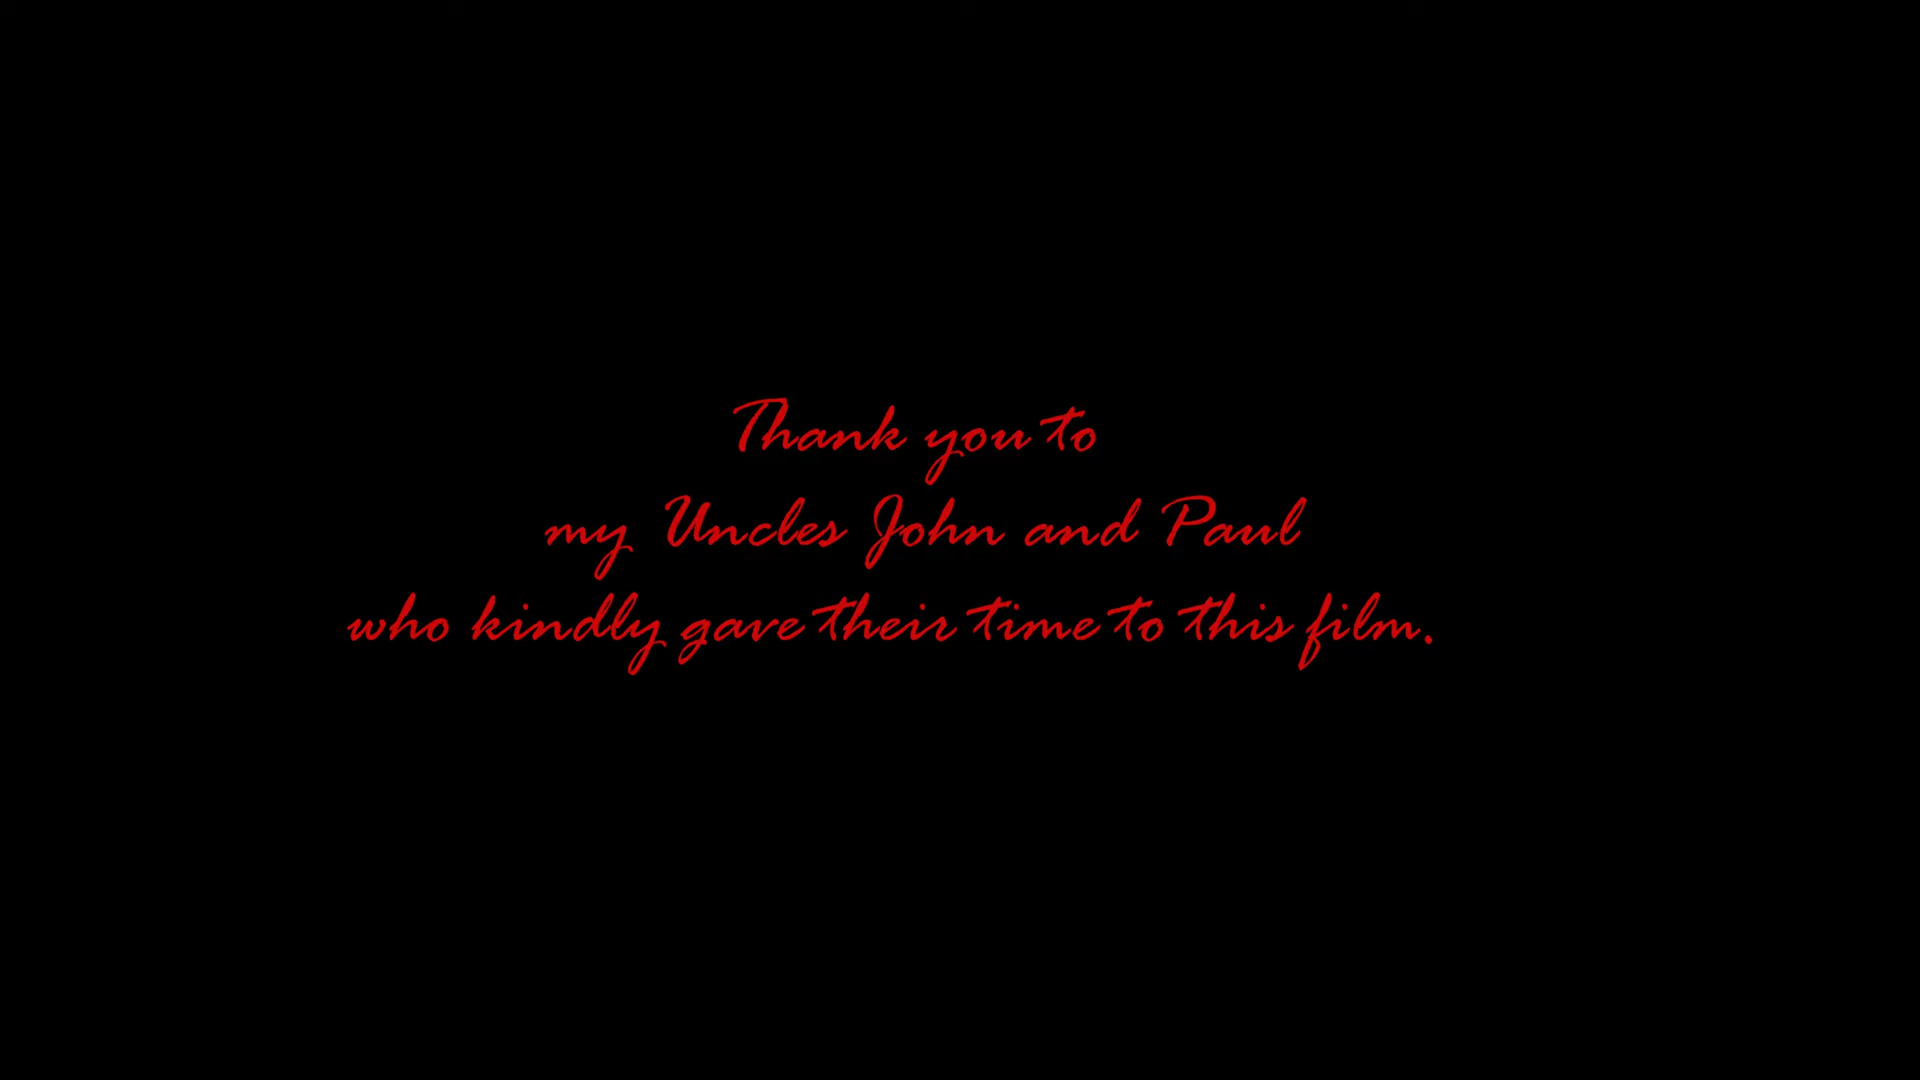 Thank you to
my Uncles John and Paul
who kindly gave their time to this film.